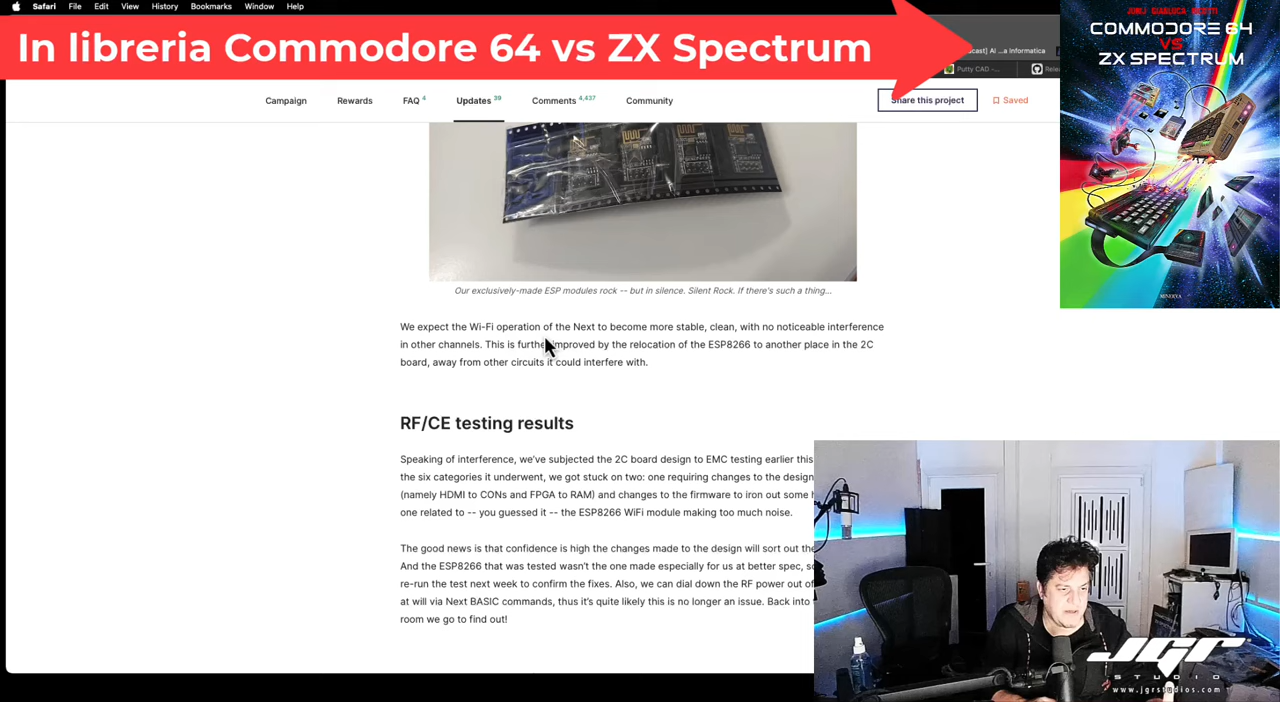 Safari File Edit View History Bookmarks Window Help
In libreria Commodore 64 vs ZX Spectrum
COMMODORE 64
VS
ZX SPECTRUM
MINERVA
...a Informatica
Putty CAD -...
Campaign Rewards FAQ 4 Updates 39 Comments 4,437 Community
Share this project
Saved
Our exclusively-made ESP modules rock -- but in silence. Silent Rock. If there's such a thing...
We expect the Wi-Fi operation of the Next to become more stable, clean, with no noticeable interference
in other channels. This is further improved by the relocation of the ESP8266 to another place in the 2C
board, away from other circuits it could interfere with.
RF/CE testing results
Speaking of interference, we've subjected the 2C board design to EMC testing earlier this
the six categories it underwent, we got stuck on two: one requiring changes to the design
(namely HDMI to CONs and FPGA to RAM) and changes to the firmware to iron out some
one related to -- you guessed it -- the ESP8266 WiFi module making too much noise.
The good news is that confidence is high the changes made to the design will sort out the
And the ESP8266 that was tested wasn't the one made especially for us at better spec,
re-run the test next week to confirm the fixes. Also, we can dial down the RF power out of
at will via Next BASIC commands, thus it's quite likely this is no longer an issue. Back into
room we go to find out!
JGR
STUDIO
www.jgrstudios.com